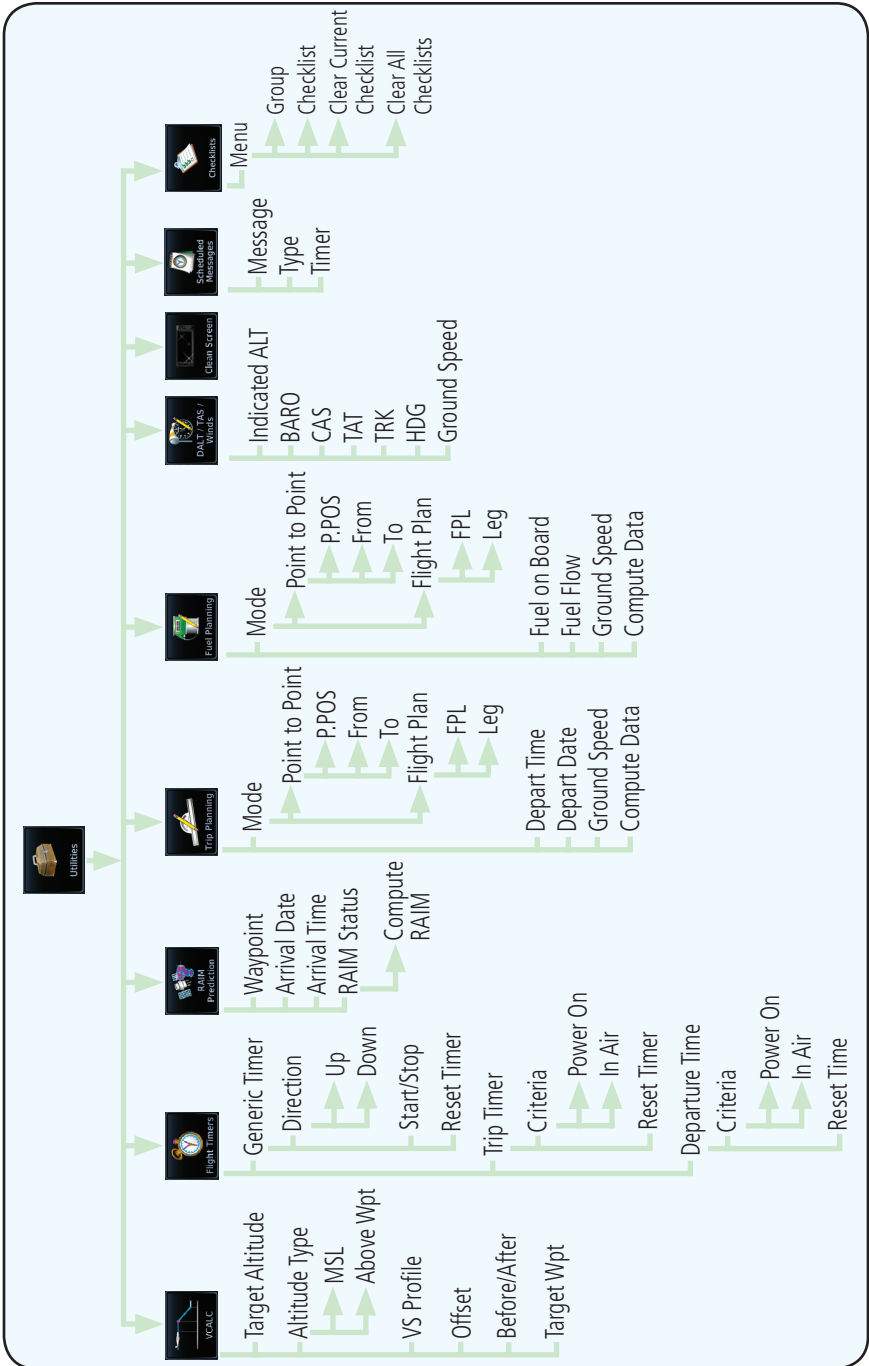 Utilities
VCALC
Target Altitude
Altitude Type
MSL
Above Wpt
VS Profile
Offset
Before/After
Target Wpt
Flight Timers
Generic Timer
Direction
Up
Down
Start/Stop
Reset Timer
Trip Timer
Criteria
Power On
In Air
Reset Timer
Departure Time
Criteria
Power On
In Air
Reset Time
RAIM
Prediction
Waypoint
Arrival Date
Arrival Time
RAIM Status
Compute
RAIM
Trip Planning
Mode
Point to Point
P.POS
From
To
Flight Plan
FPL
Leg
Depart Time
Depart Date
Ground Speed
Compute Data
Fuel Planning
Mode
Point to Point
P.POS
From
To
Flight Plan
FPL
Leg
Fuel on Board
Fuel Flow
Ground Speed
Compute Data
DALT / TAS /
Winds
Indicated ALT
BARO
CAS
TAT
TRK
HDG
Ground Speed
Clean Screen
Scheduled
Messages
Message
Type
Timer
Checklists
Menu
Group
Checklist
Clear Current
Checklist
Clear All
Checklists